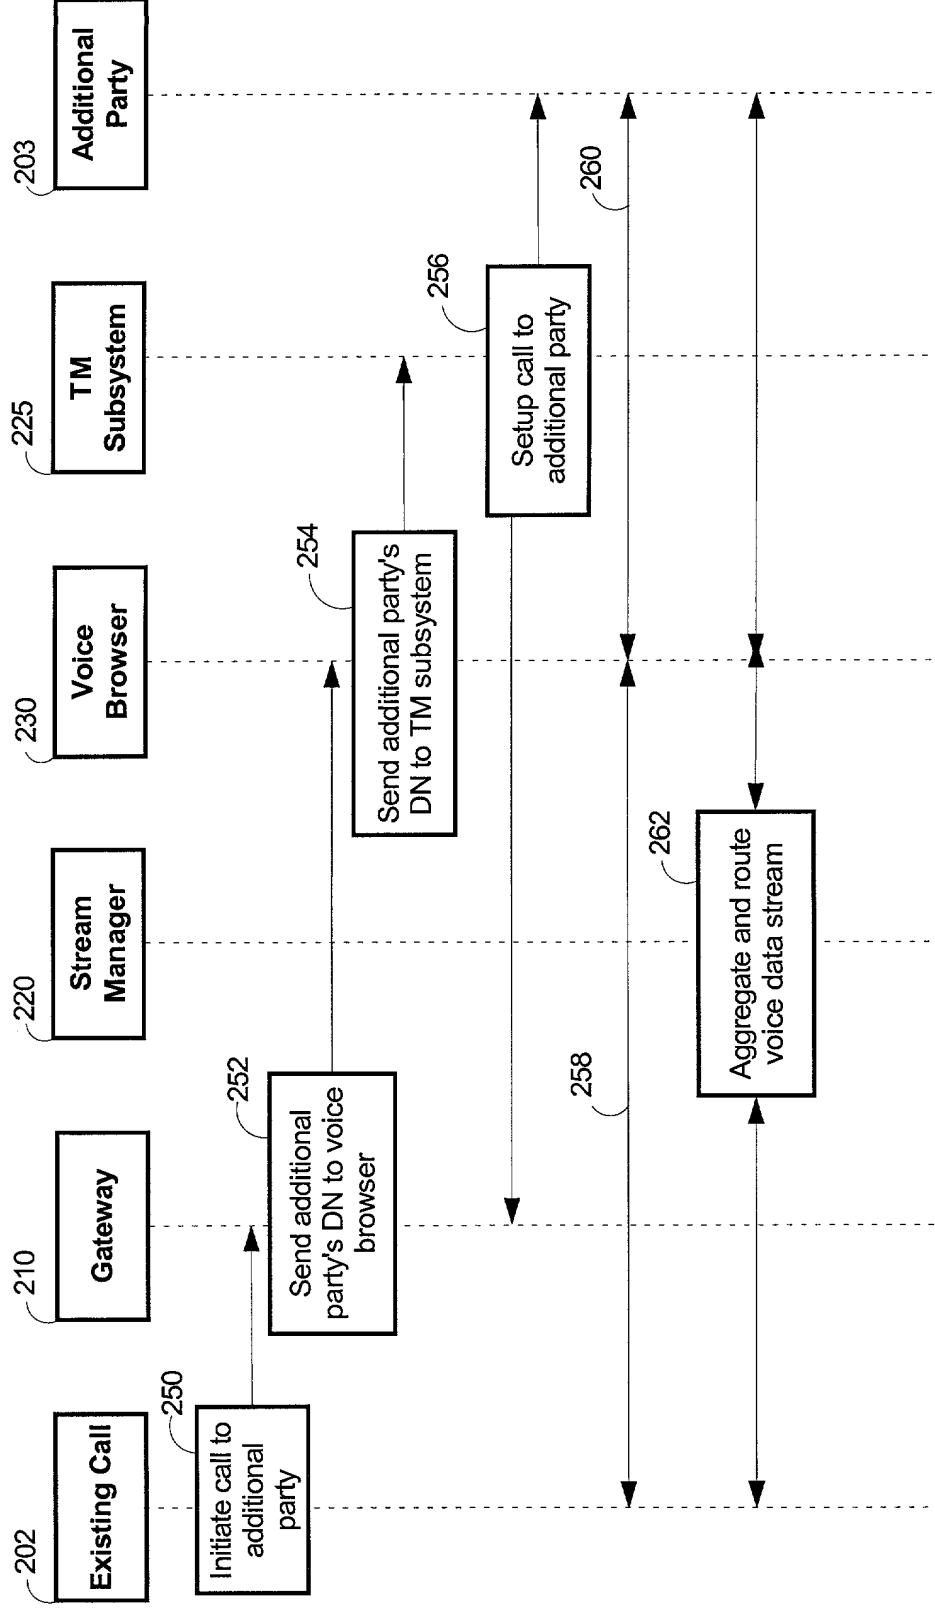 202
Existing Call
210
Gateway
220
Stream
Manager
230
Voice
Browser
225
TM
Subsystem
203
Additional
Party
250
Initiate call to
additional
party
252
Send additional
party's DN to voice
browser
254
Send additional party's
DN to TM subsystem
256
Setup call to
additional party
258
260
262
Aggregate and route
voice data stream